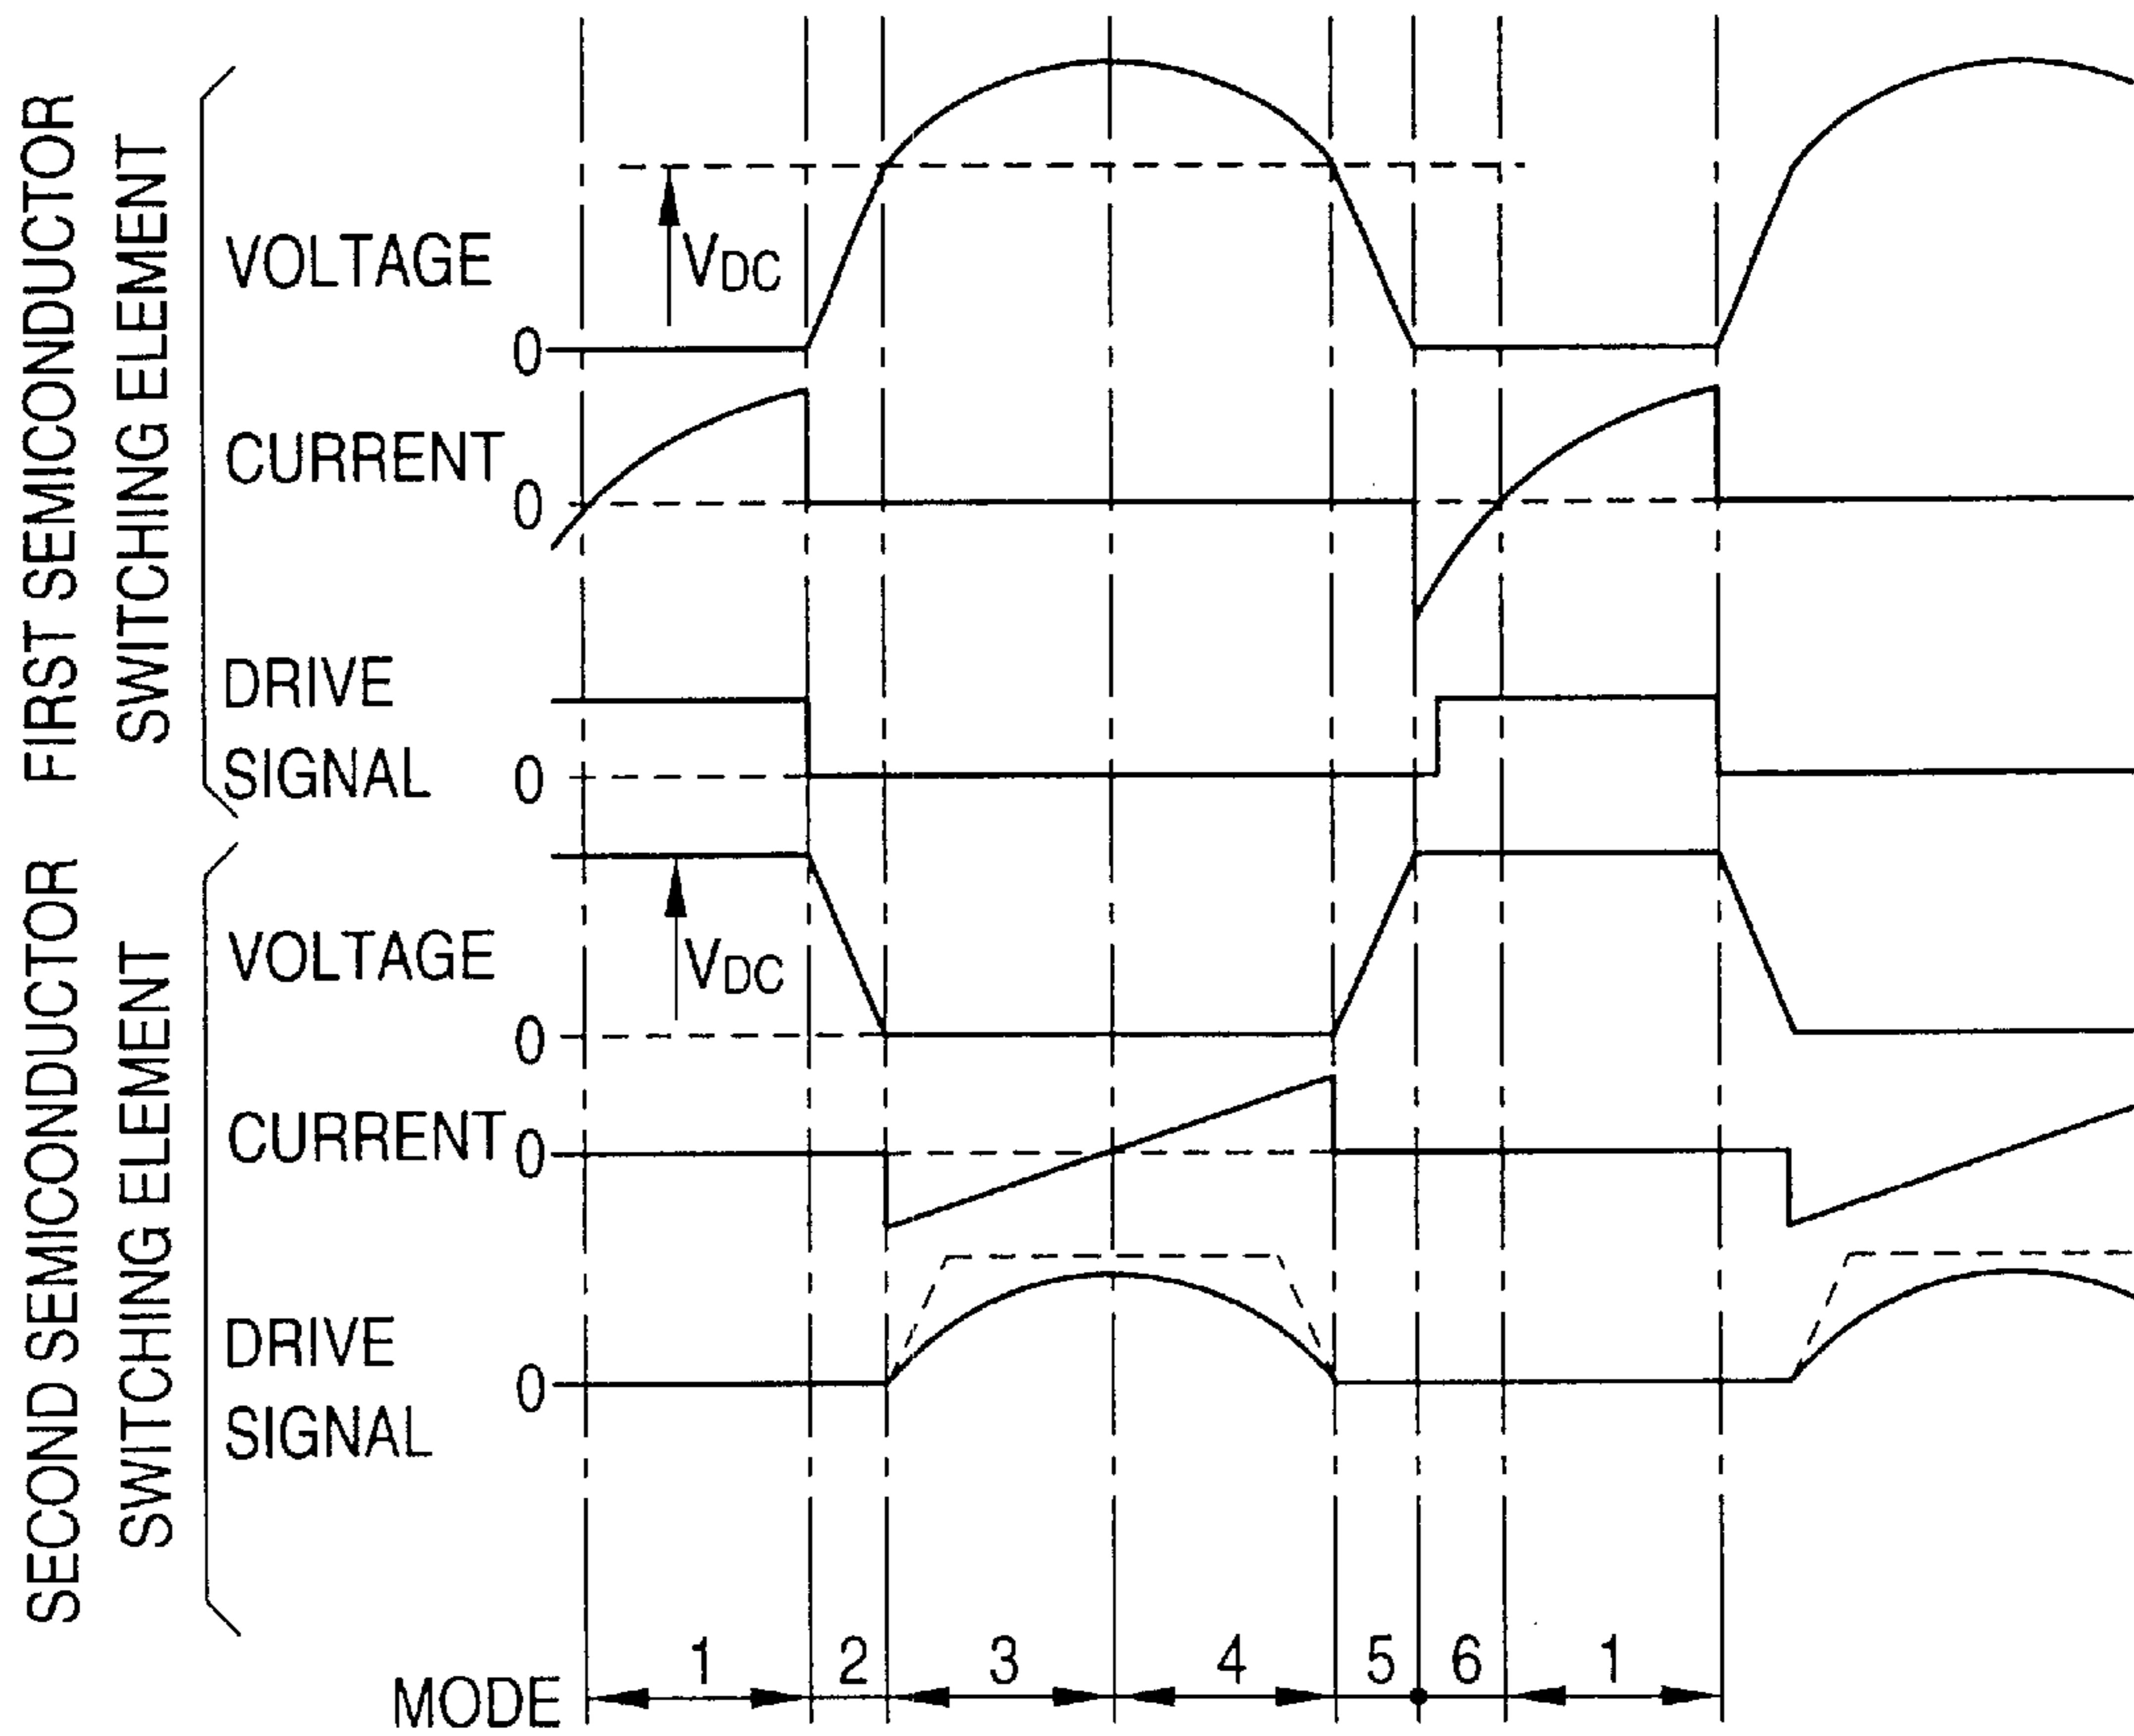 FIRST SEMICONDUCTOR
SWITCHING ELEMENT
VOLTAGE
0
VDC
CURRENT
0
DRIVE
SIGNAL
0
SECOND SEMICONDUCTOR
SWITCHING ELEMENT
VOLTAGE
0
VDC
CURRENT
0
DRIVE
SIGNAL
0
MODE
1 2 3 4 5 6 1